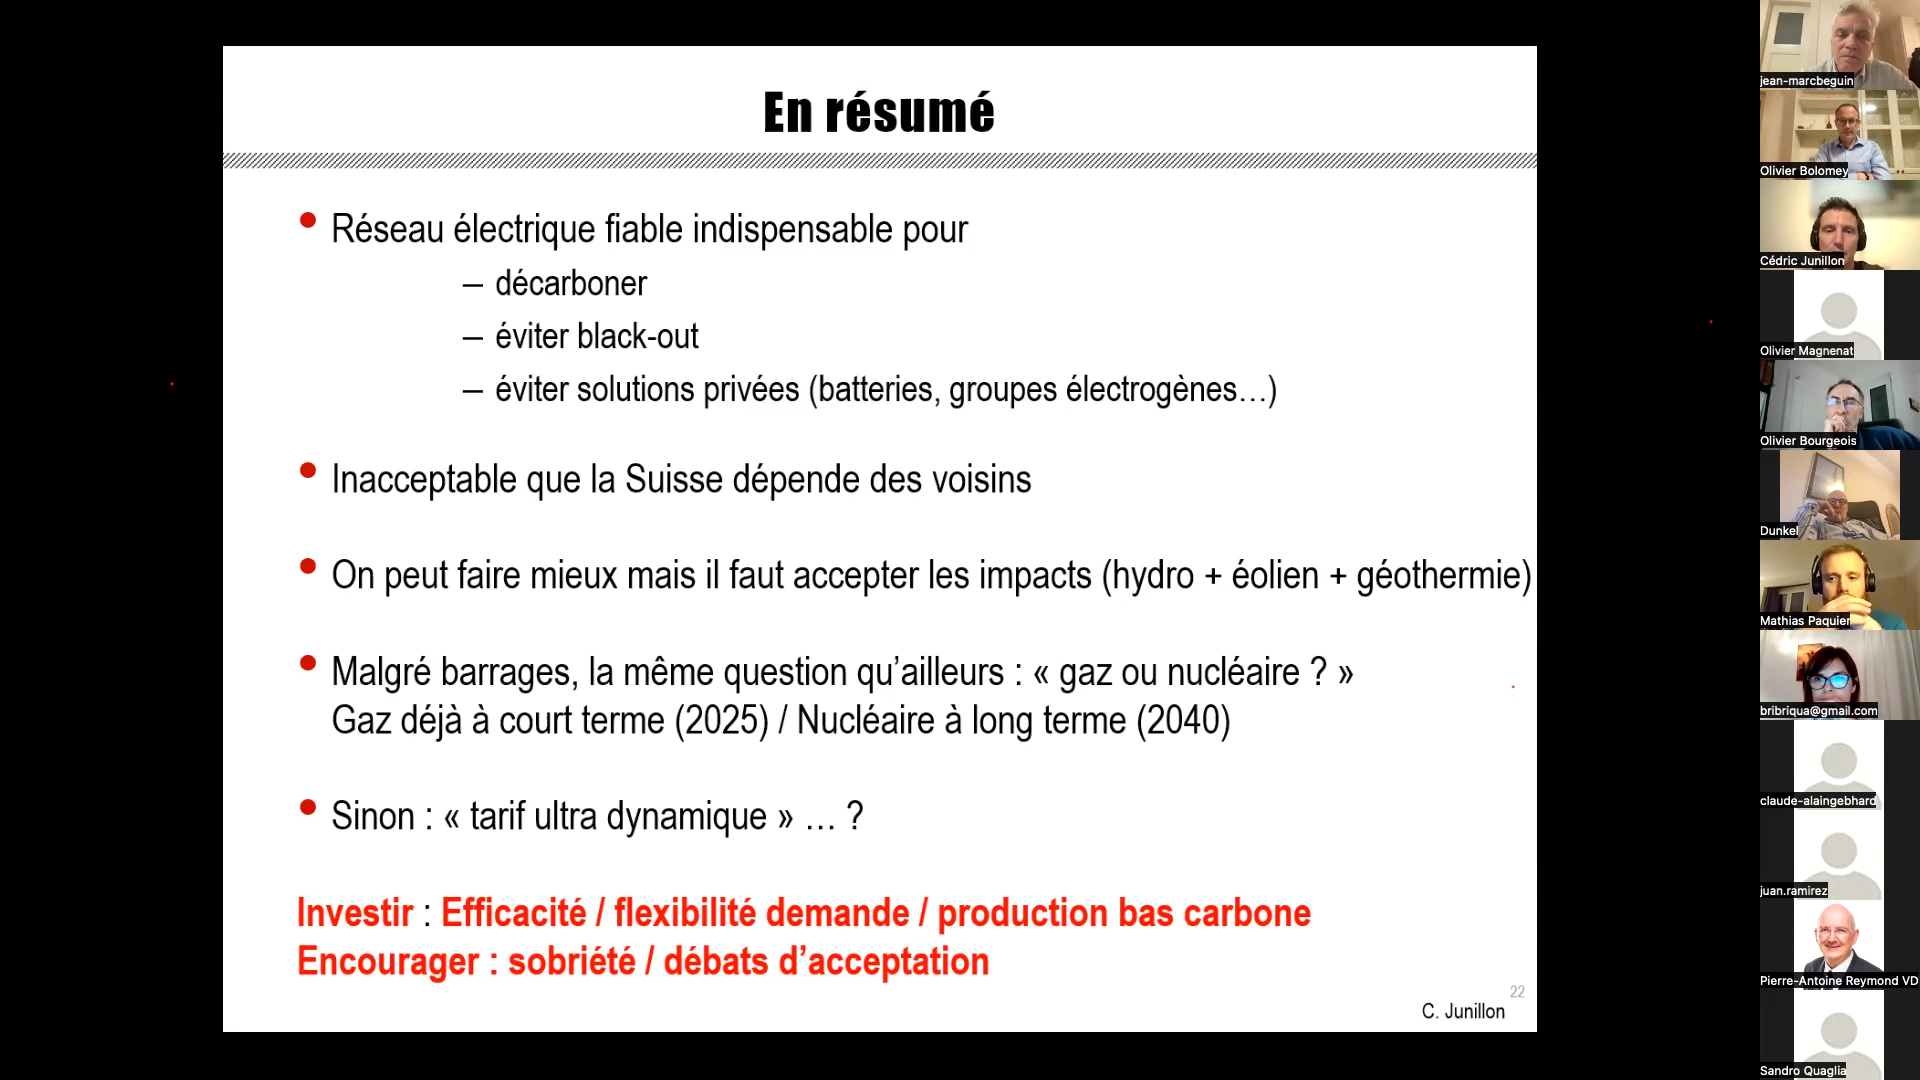 En résumé
• Réseau électrique fiable indispensable pour
– décarboner
– éviter black-out
– éviter solutions privées (batteries, groupes électrogènes…)
• Inacceptable que la Suisse dépende des voisins
• On peut faire mieux mais il faut accepter les impacts (hydro + éolien + géothermie)
• Malgré barrages, la même question qu’ailleurs : « gaz ou nucléaire ? »
Gaz déjà à court terme (2025) / Nucléaire à long terme (2040)
• Sinon : « tarif ultra dynamique » … ?
Investir : Efficacité / flexibilité demande / production bas carbone
Encourager : sobriété / débats d’acceptation
22
C. Junillon
jean-marcbeguin
Olivier Bolomey
Cédric Junillon
Olivier Magnenat
Olivier Bourgeois
Dunkel
Mathias Paquier
bribriqua@gmail.com
claude-alaingebhard
juan.ramirez
Pierre-Antoine Reymond VD
Sandro Quaglia